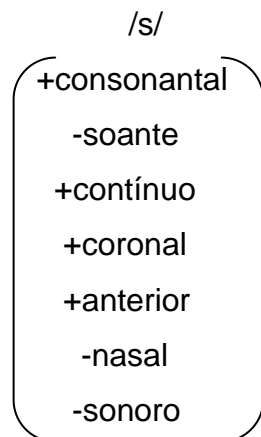 /s/
+consonantal
-soante
+contínuo
+coronal
+anterior
-nasal
-sonoro